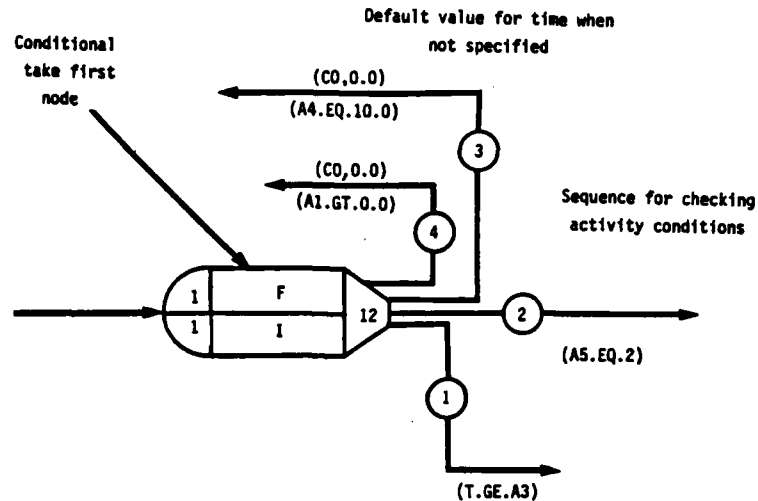 Default value for time when
not specified
Conditional
take first
node
(CO,0.0)
(A4.EQ.10.0)
3
(CO,0.0)
(A1.GT.0.0)
4
Sequence for checking
activity conditions
1 F
12
2
1 I
(A5.EQ.2)
1
(T.GE.A3)